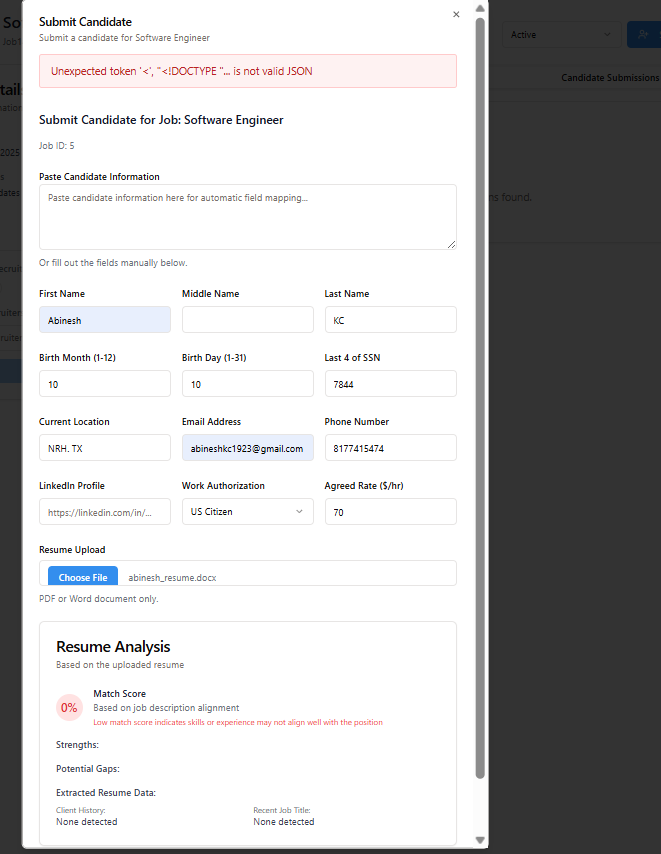 Submit Candidate
Submit a candidate for Software Engineer
Unexpected token '<', "<!DOCTYPE "... is not valid JSON
Submit Candidate for Job: Software Engineer
Job ID: 5
Paste Candidate Information
Paste candidate information here for automatic field mapping...
Or fill out the fields manually below.
First Name Middle Name Last Name
Abinesh KC
Birth Month (1-12) Birth Day (1-31) Last 4 of SSN
10 10 7844
Current Location Email Address Phone Number
NRH. TX abineshkc1923@gmail.com 8177415474
LinkedIn Profile Work Authorization Agreed Rate ($/hr)
https://linkedin.com/in/... US Citizen 70
Resume Upload
Choose File abinesh_resume.docx
PDF or Word document only.
Resume Analysis
Based on the uploaded resume
0% Match Score
Based on job description alignment
Low match score indicates skills or experience may not align well with the position
Strengths:
Potential Gaps:
Extracted Resume Data:
Client History: Recent Job Title:
None detected None detected
Active
Candidate Submissions
found.
2025